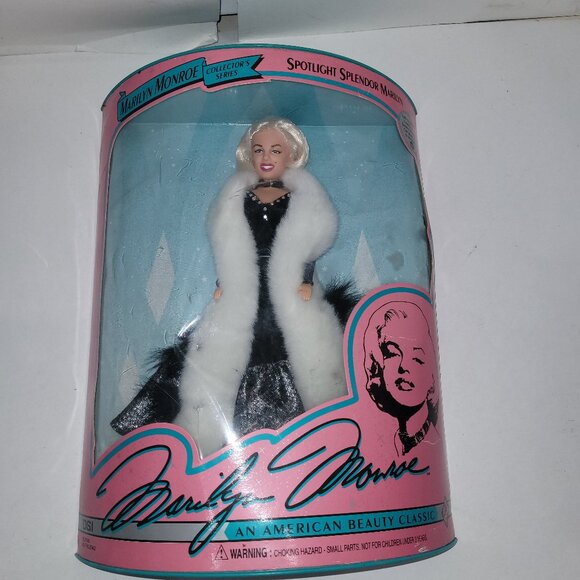 MARILYN MONROE
COLLECTOR'S
SERIES
SPOTLIGHT SPLENDOR MARILYN
Marilyn Monroe
DSI
AN AMERICAN BEAUTY CLASSIC
⚠ WARNING: CHOKING HAZARD - SMALL PARTS. NOT FOR CHILDREN UNDER 3 YEARS.